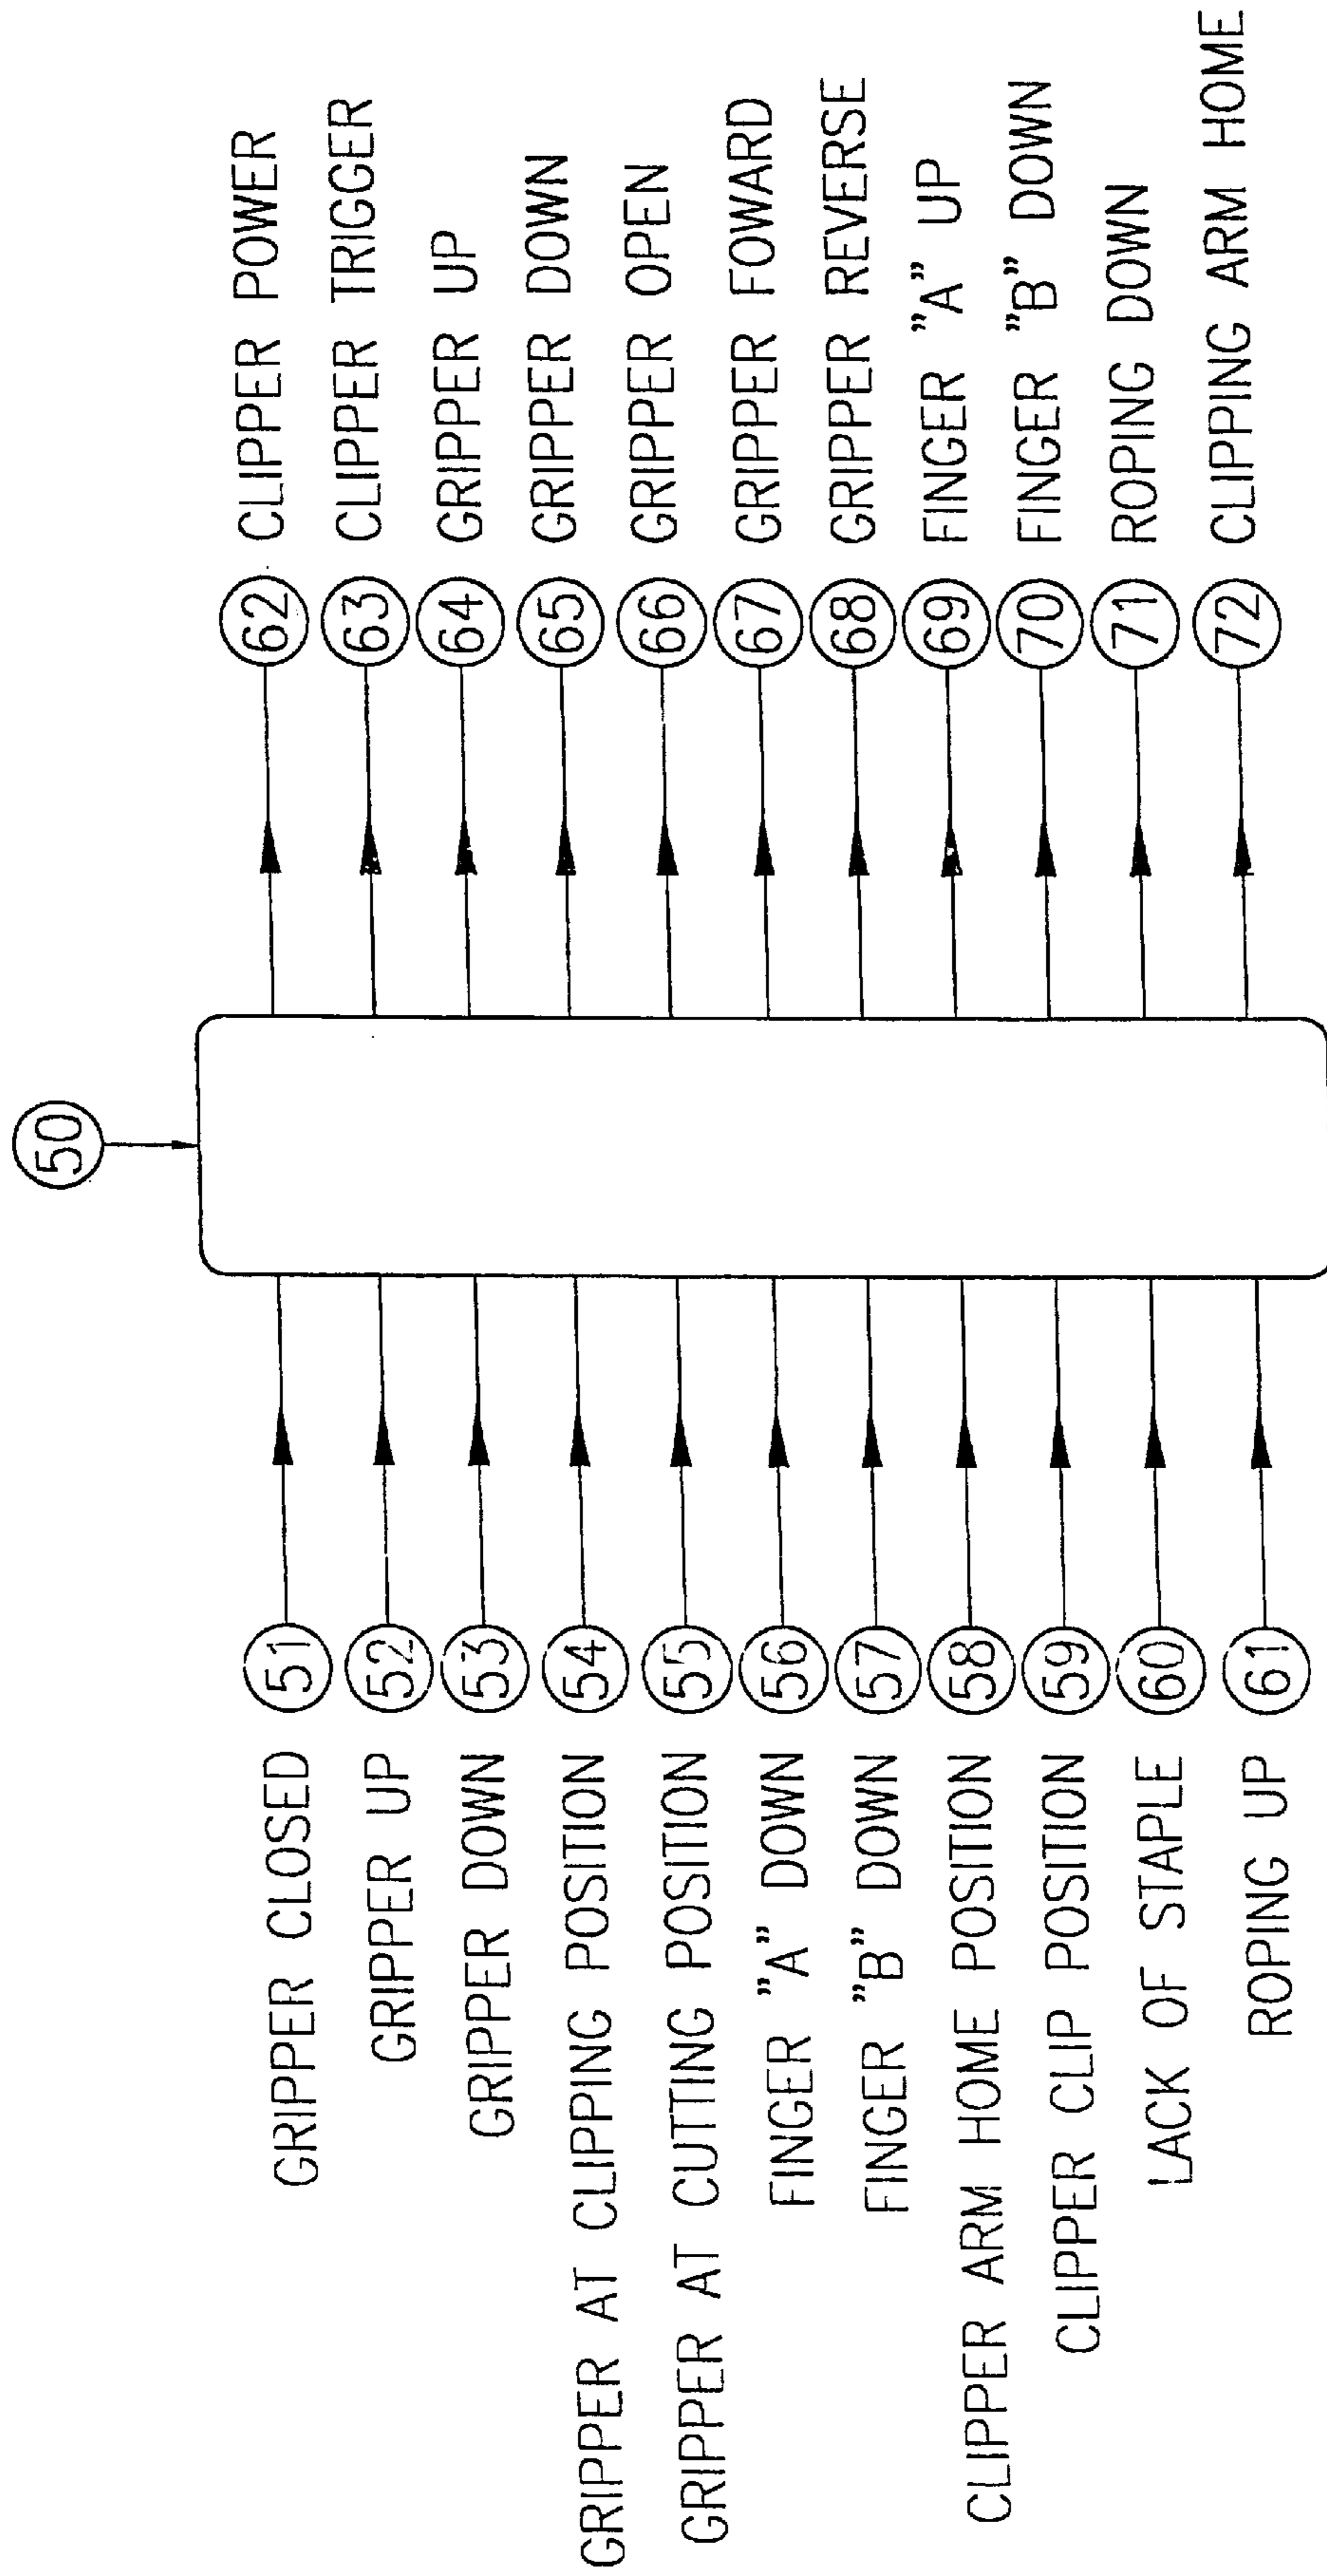 50
GRIPPER CLOSED 51
GRIPPER UP 52
GRIPPER DOWN 53
GRIPPER AT CLIPPING POSITION 54
GRIPPER AT CUTTING POSITION 55
FINGER "A" DOWN 56
FINGER "B" DOWN 57
CLIPPER ARM HOME POSITION 58
CLIPPER CLIP POSITION 59
LACK OF STAPLE 60
ROPING UP 61
62 CLIPPER POWER
63 CLIPPER TRIGGER
64 GRIPPER UP
65 GRIPPER DOWN
66 GRIPPER OPEN
67 GRIPPER FOWARD
68 GRIPPER REVERSE
69 FINGER "A" UP
70 FINGER "B" DOWN
71 ROPING DOWN
72 CLIPPING ARM HOME